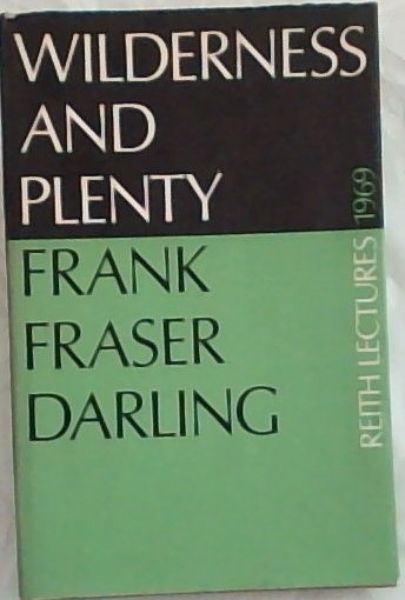 WILDERNESS
AND
PLENTY
FRANK
FRASER
DARLING
REITH LECTURES 1969